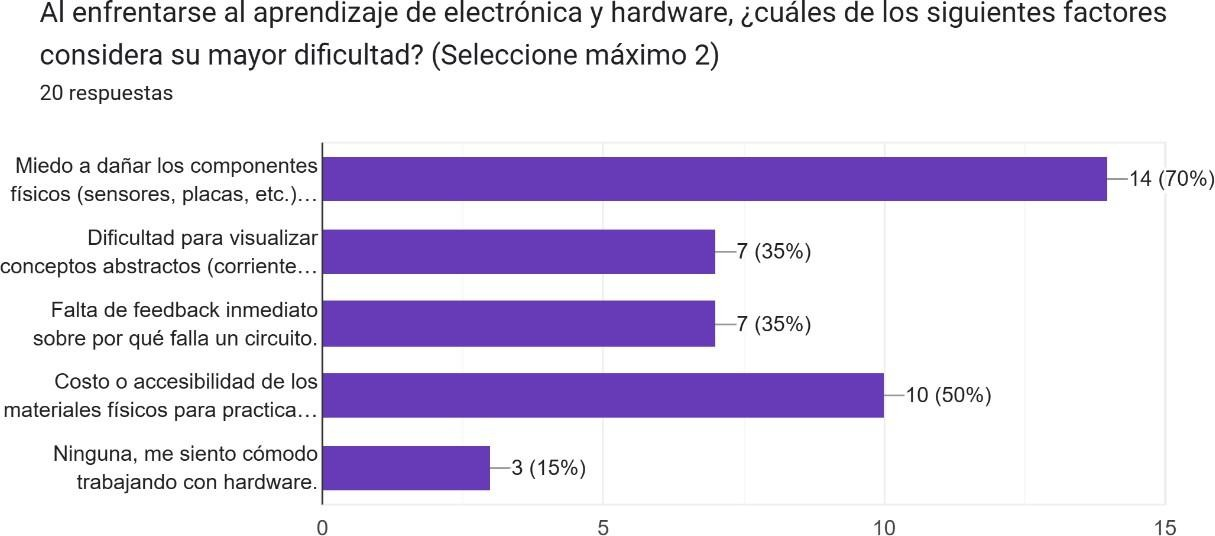 Al enfrentarse al aprendizaje de electrónica y hardware, ¿cuáles de los siguientes factores
considera su mayor dificultad? (Seleccione máximo 2)
20 respuestas
Miedo a dañar los componentes
físicos (sensores, placas, etc.)…
14 (70%)
Dificultad para visualizar
conceptos abstractos (corriente…
7 (35%)
Falta de feedback inmediato
sobre por qué falla un circuito.
7 (35%)
Costo o accesibilidad de los
materiales físicos para practica…
10 (50%)
Ninguna, me siento cómodo
trabajando con hardware.
3 (15%)
0 5 10 15